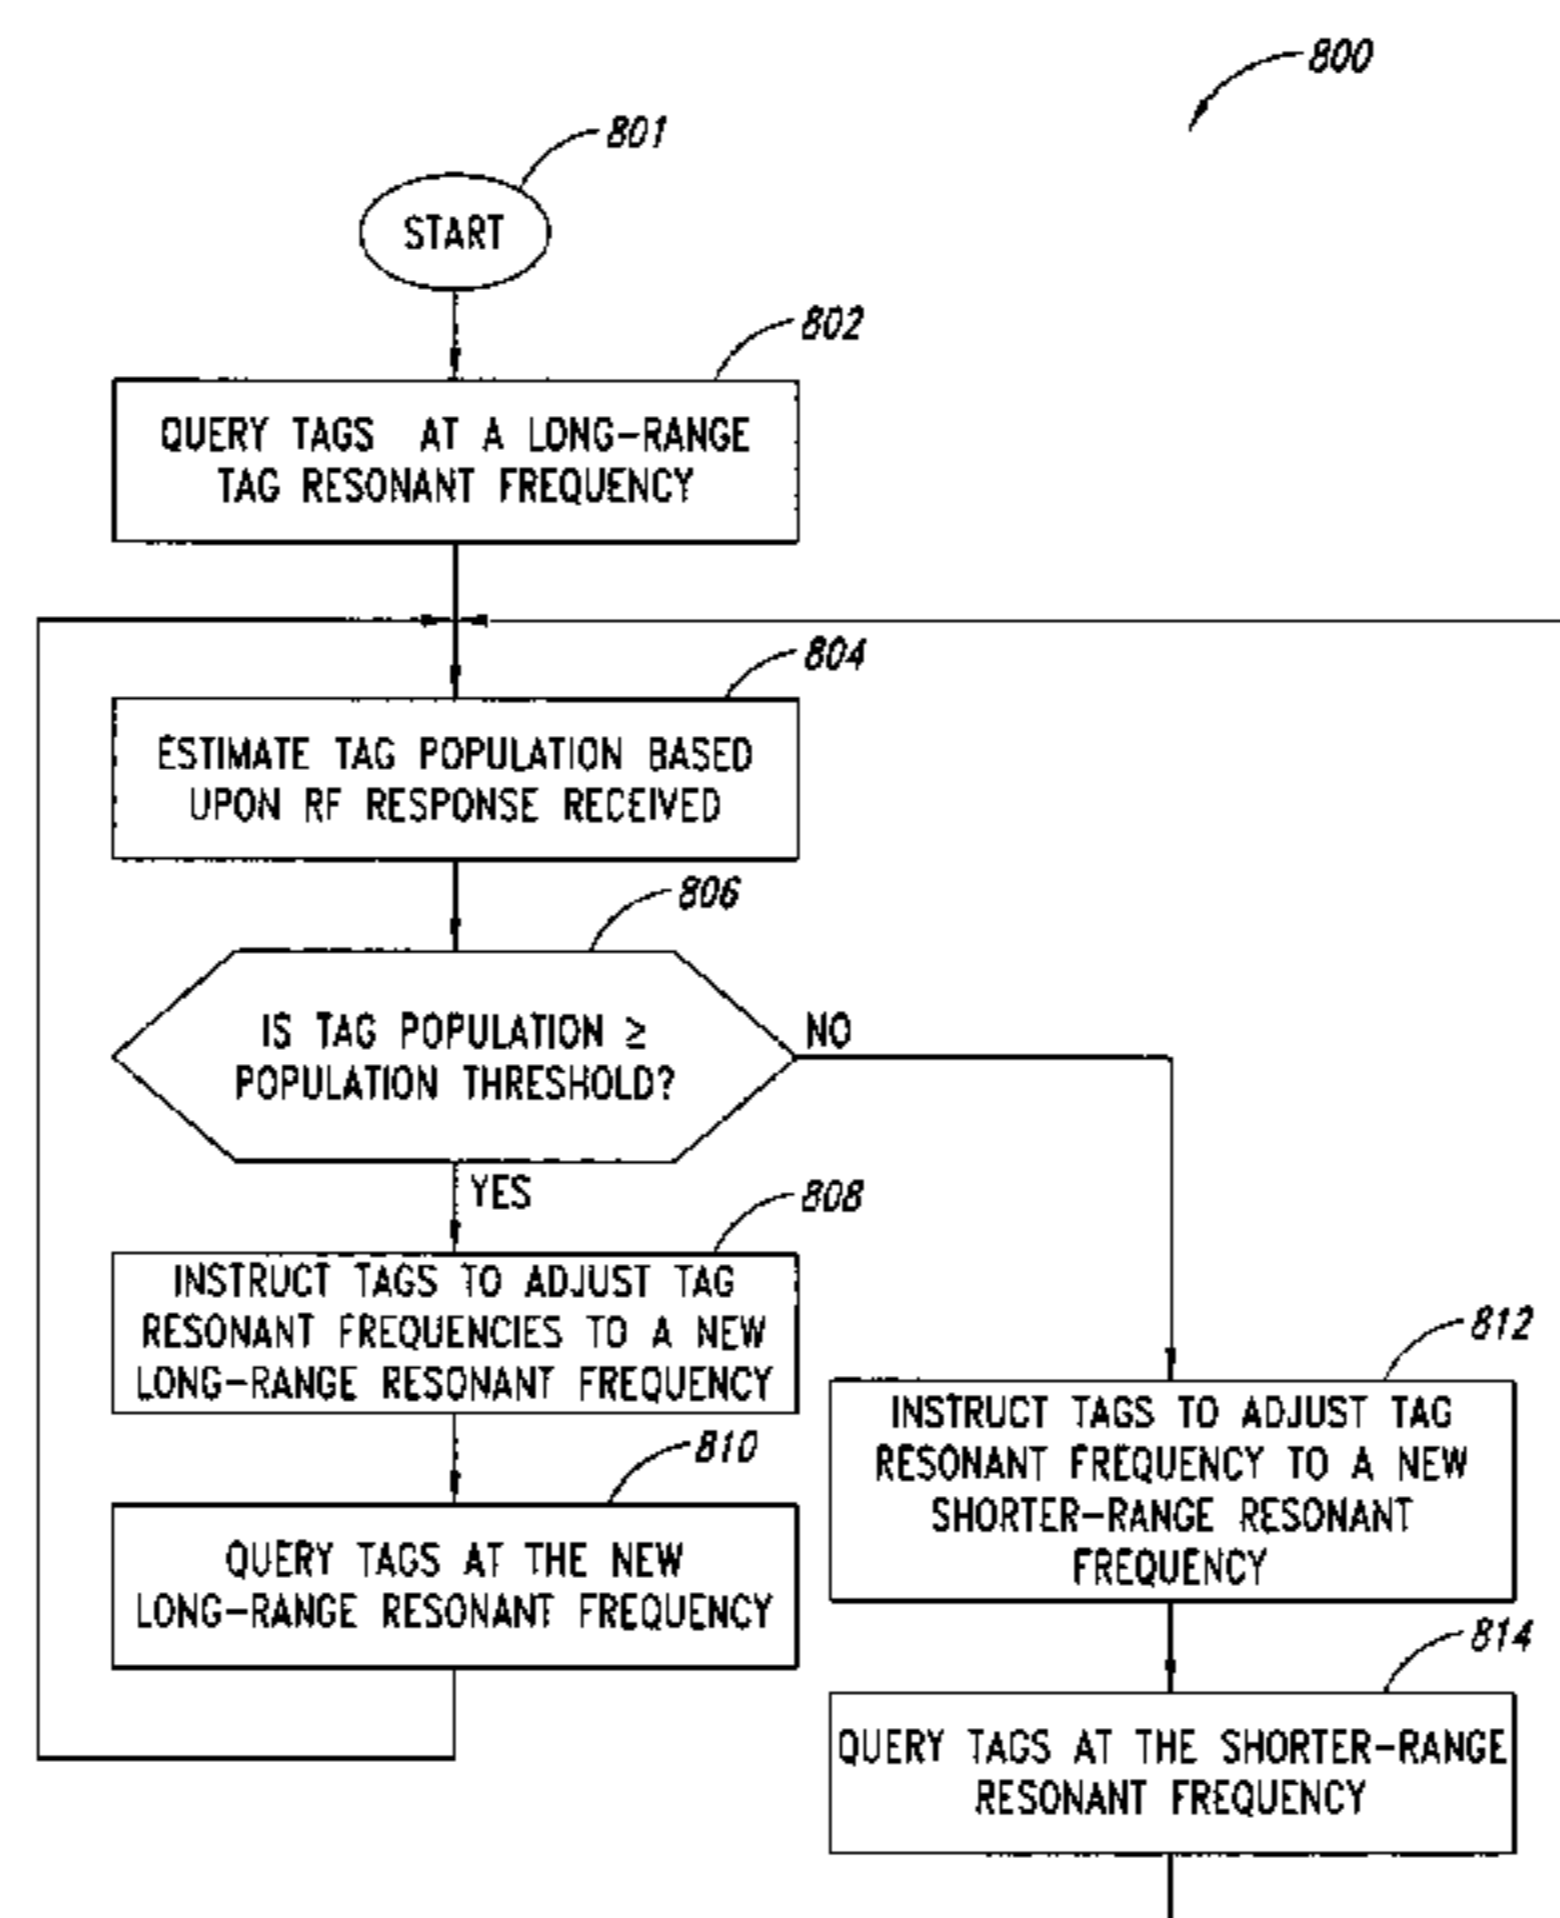 800
801
START
802
QUERY TAGS AT A LONG-RANGE
TAG RESONANT FREQUENCY
804
ESTIMATE TAG POPULATION BASED
UPON RF RESPONSE RECEIVED
806
IS TAG POPULATION ≥
POPULATION THRESHOLD?
NO
YES
808
INSTRUCT TAGS TO ADJUST TAG
RESONANT FREQUENCIES TO A NEW
LONG-RANGE RESONANT FREQUENCY
810
QUERY TAGS AT THE NEW
LONG-RANGE RESONANT FREQUENCY
812
INSTRUCT TAGS TO ADJUST TAG
RESONANT FREQUENCY TO A NEW
SHORTER-RANGE RESONANT
FREQUENCY
814
QUERY TAGS AT THE SHORTER-RANGE
RESONANT FREQUENCY